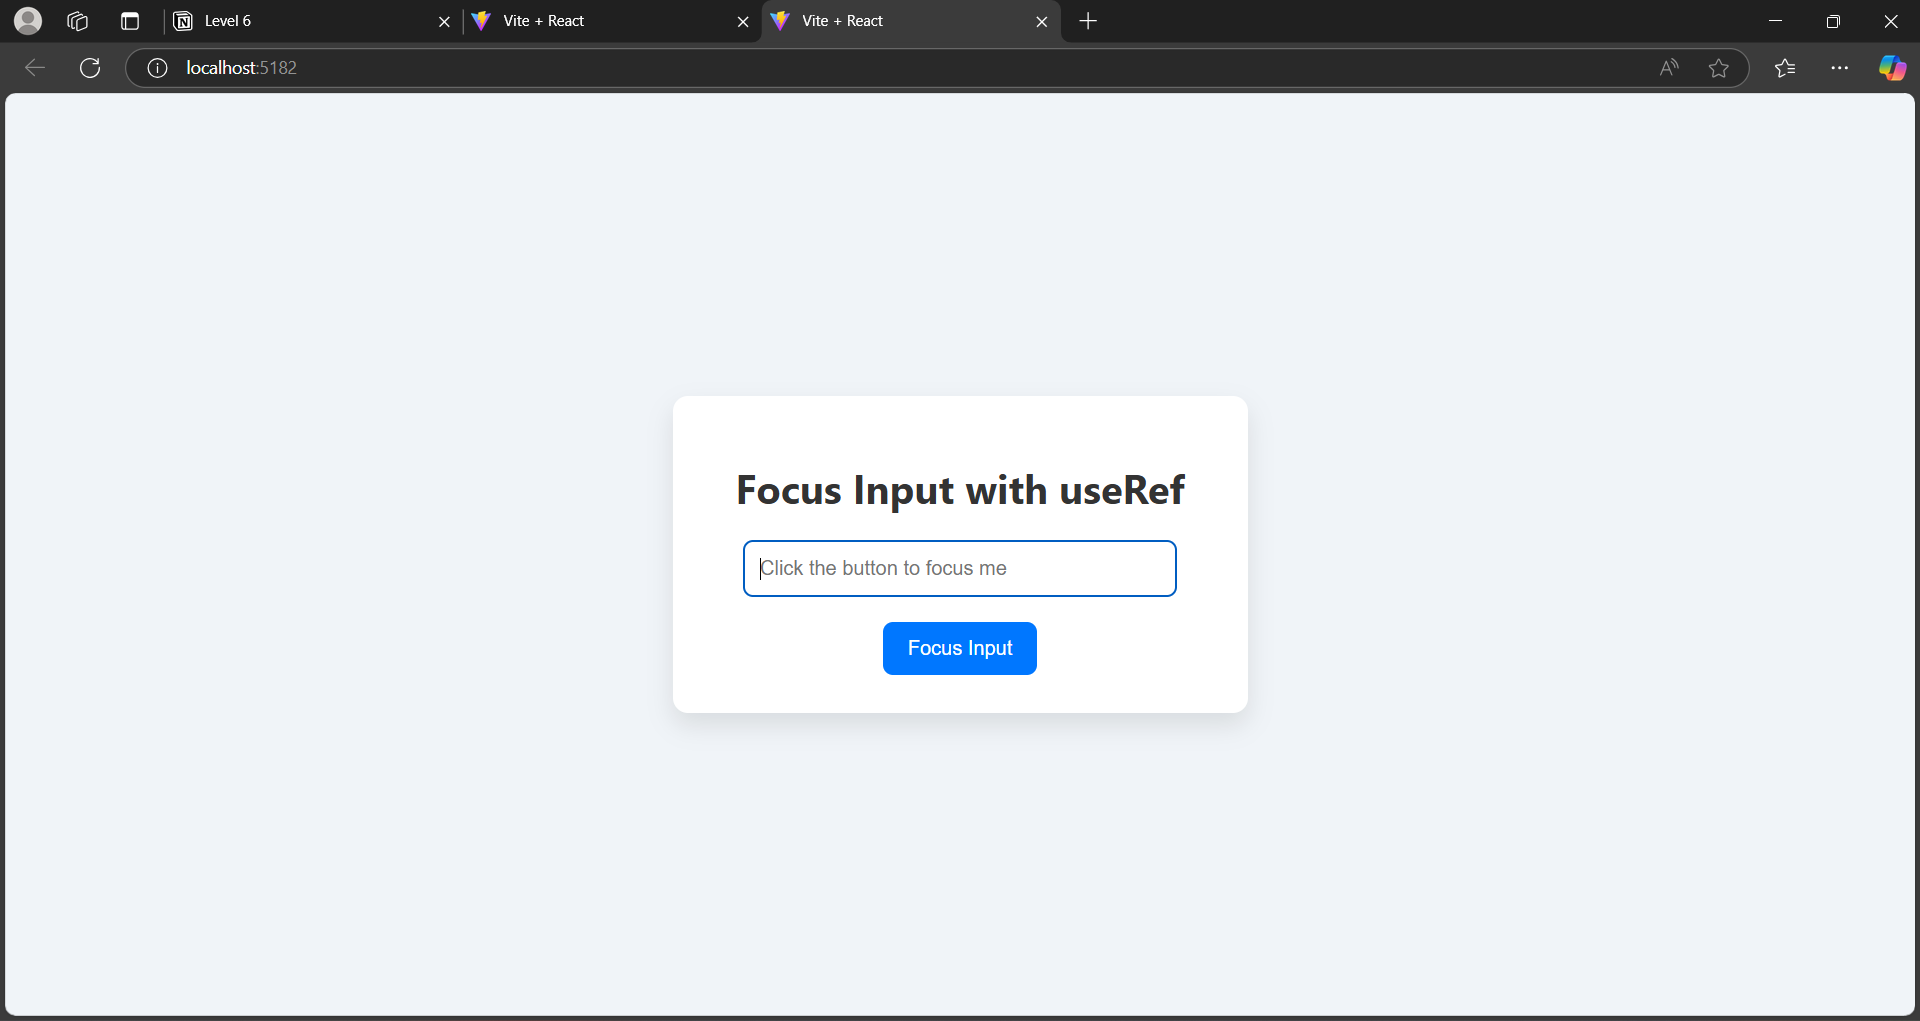 Level 6
Vite + React
Vite + React
localhost:5182
Focus Input with useRef
Click the button to focus me
Focus Input